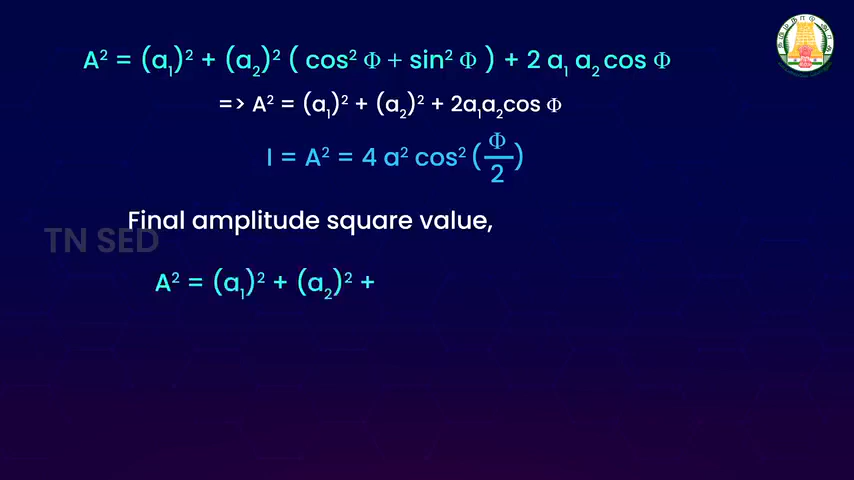 A² = (a₁)² + (a₂)² ( cos² Φ + sin² Φ ) + 2 a₁ a₂ cos Φ
=> A² = (a₁)² + (a₂)² + 2a₁a₂cos Φ
I = A² = 4 a² cos² (Φ/2)
Final amplitude square value,
TN SED
A² = (a₁)² + (a₂)² +